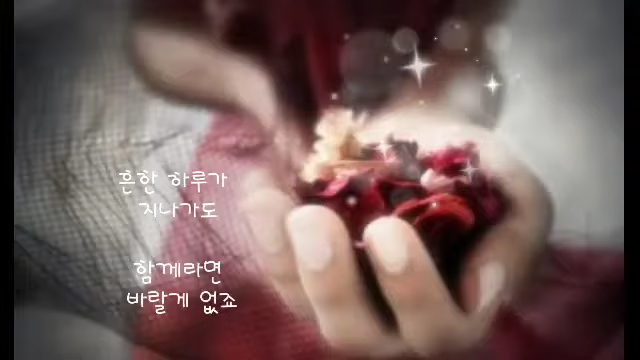 흔한 하루가
지나가도
함께라면
바랄게 없죠